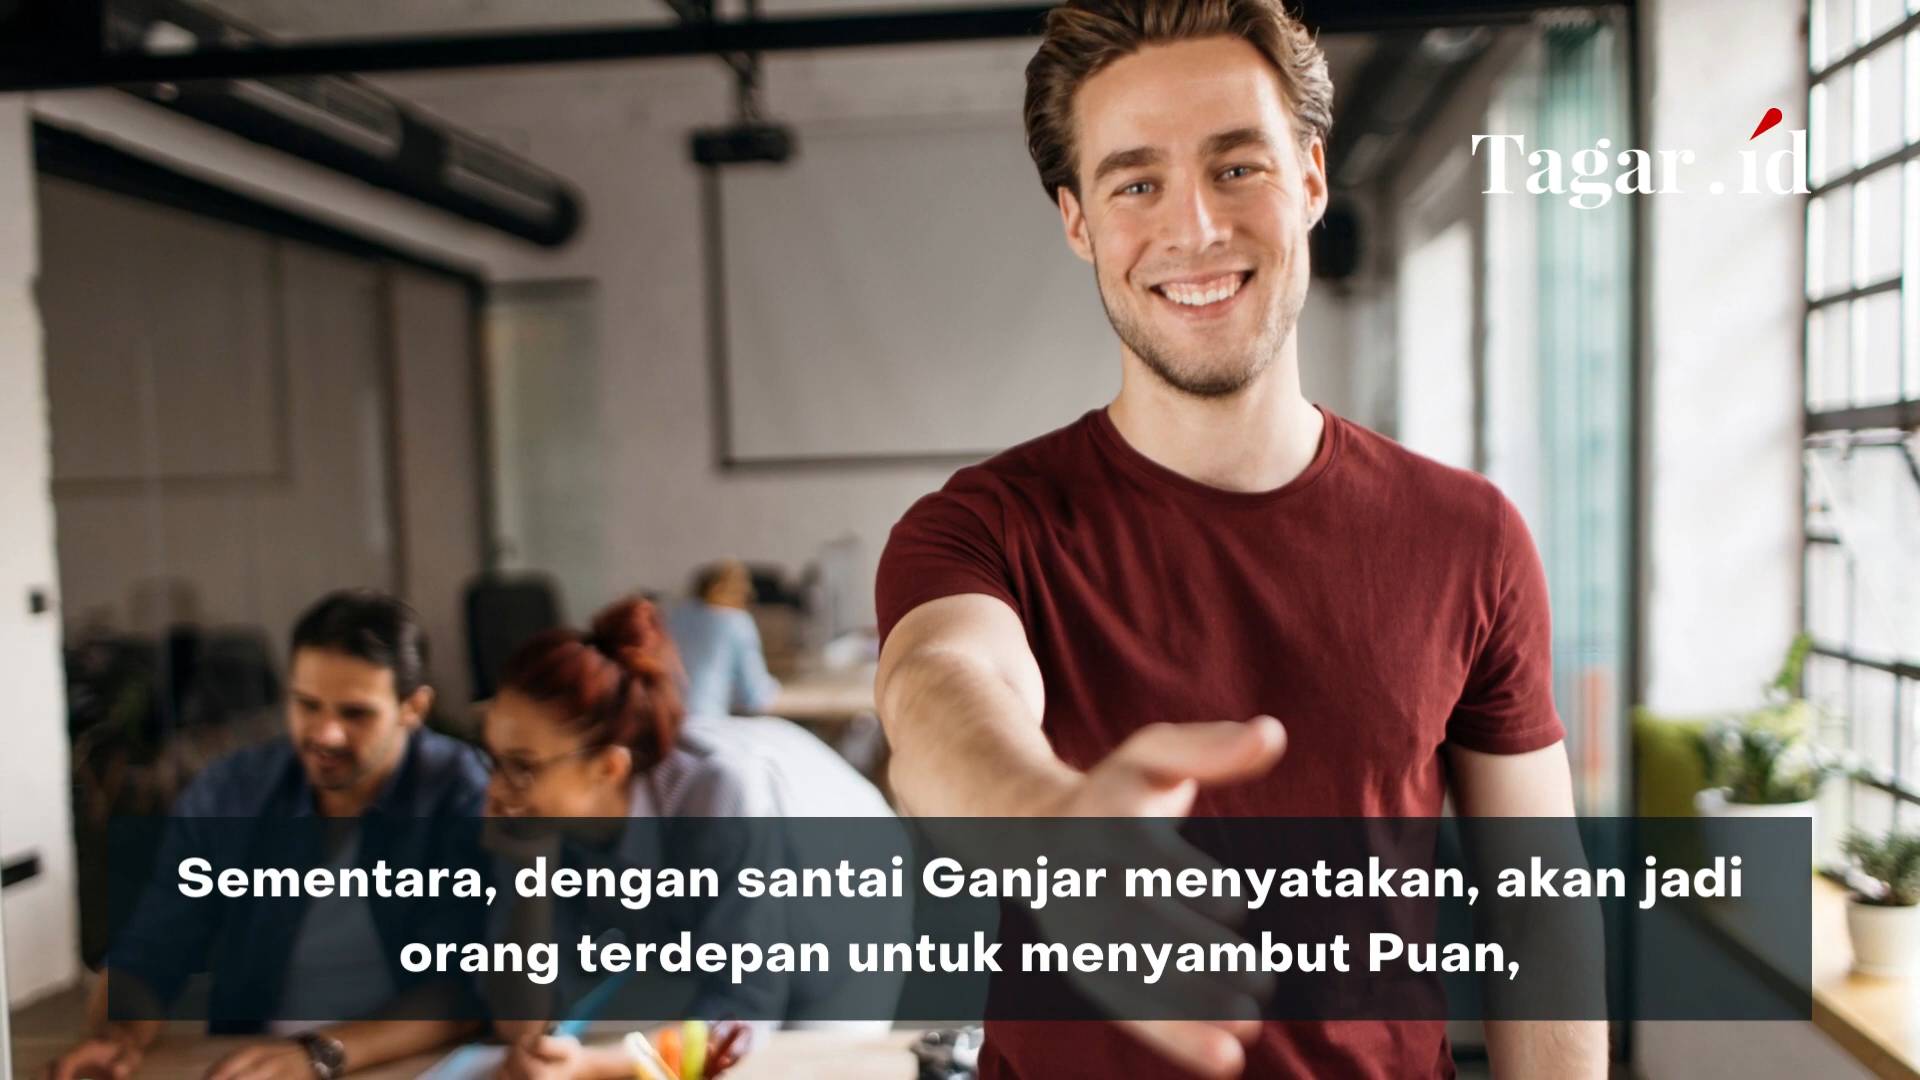 Tagar.id
Sementara, dengan santai Ganjar menyatakan, akan jadi
orang terdepan untuk menyambut Puan,